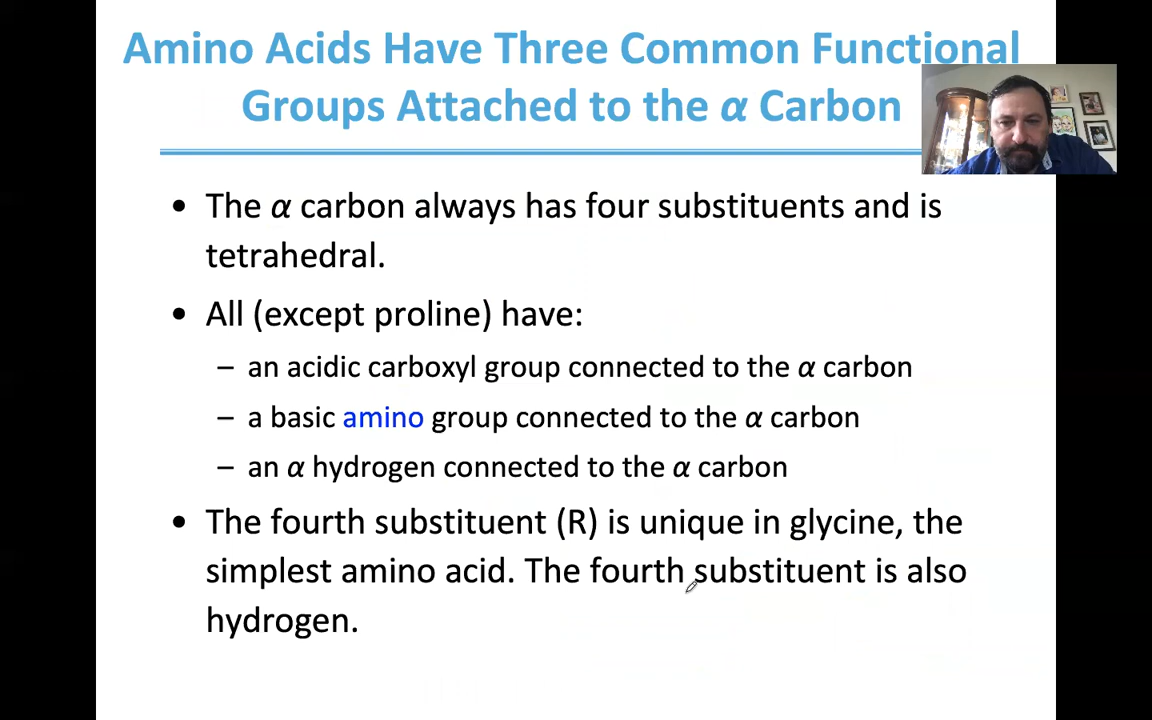 Amino Acids Have Three Common Functional
Groups Attached to the α Carbon
• The α carbon always has four substituents and is
tetrahedral.
• All (except proline) have:
– an acidic carboxyl group connected to the α carbon
– a basic amino group connected to the α carbon
– an α hydrogen connected to the α carbon
• The fourth substituent (R) is unique in glycine, the
simplest amino acid. The fourth substituent is also
hydrogen.